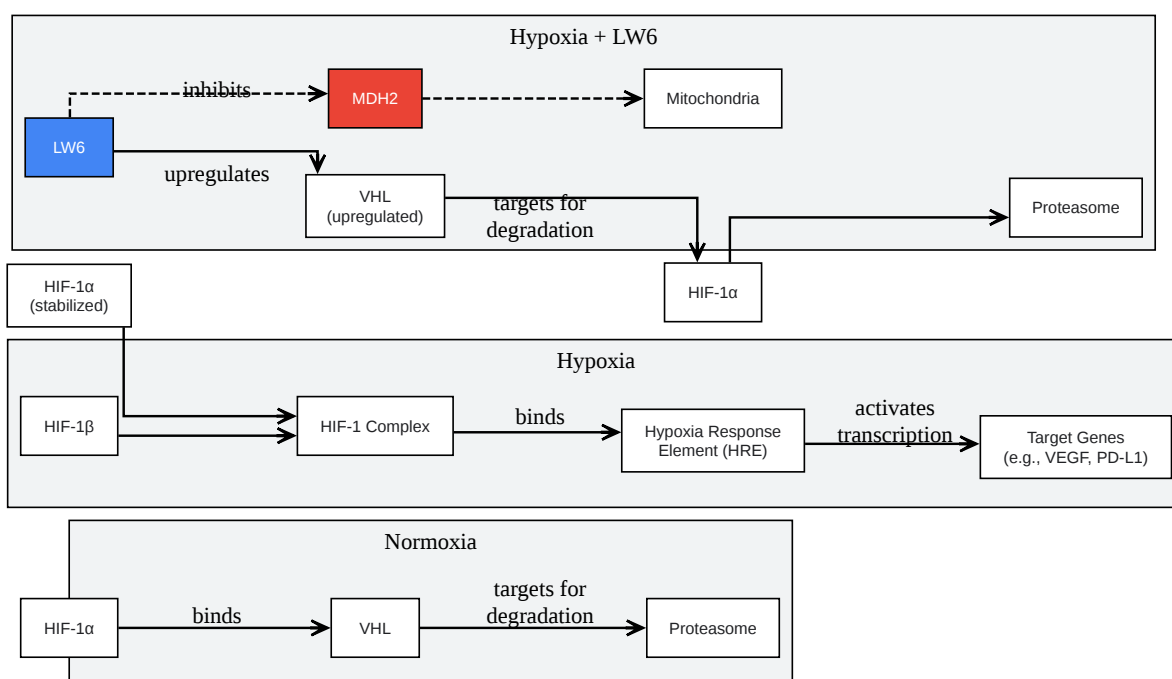 Hypoxia + LW6
inhibits
MDH2
Mitochondria
LW6
upregulates
VHL
(upregulated)
targets for
degradation
Proteasome
HIF-1α
(stabilized)
HIF-1α
Hypoxia
HIF-1β
HIF-1 Complex
binds
Hypoxia Response
Element (HRE)
activates
transcription
Target Genes
(e.g., VEGF, PD-L1)
Normoxia
HIF-1α
binds
VHL
targets for
degradation
Proteasome